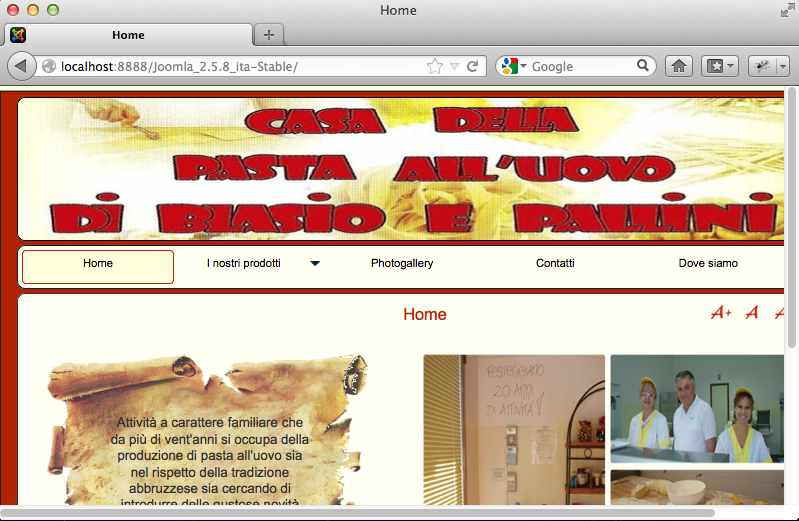 Home
Home
localhost:8888/Joomla_2.5.8_ita-Stable/
Google
CASA DELLA
PASTA ALL'UOVO
DI BLASIO E PALLINI
Home
I nostri prodotti
Photogallery
Contatti
Dove siamo
Home
A+ A A
Attività a carattere familiare che
da più di vent'anni si occupa della
produzione di pasta all'uovo sia
nel rispetto della tradizione
abbruzzese sia cercando di
introdurre delle gustose novità
FESTEGGIANO
20 ANNI
DI ATTIVITA'!